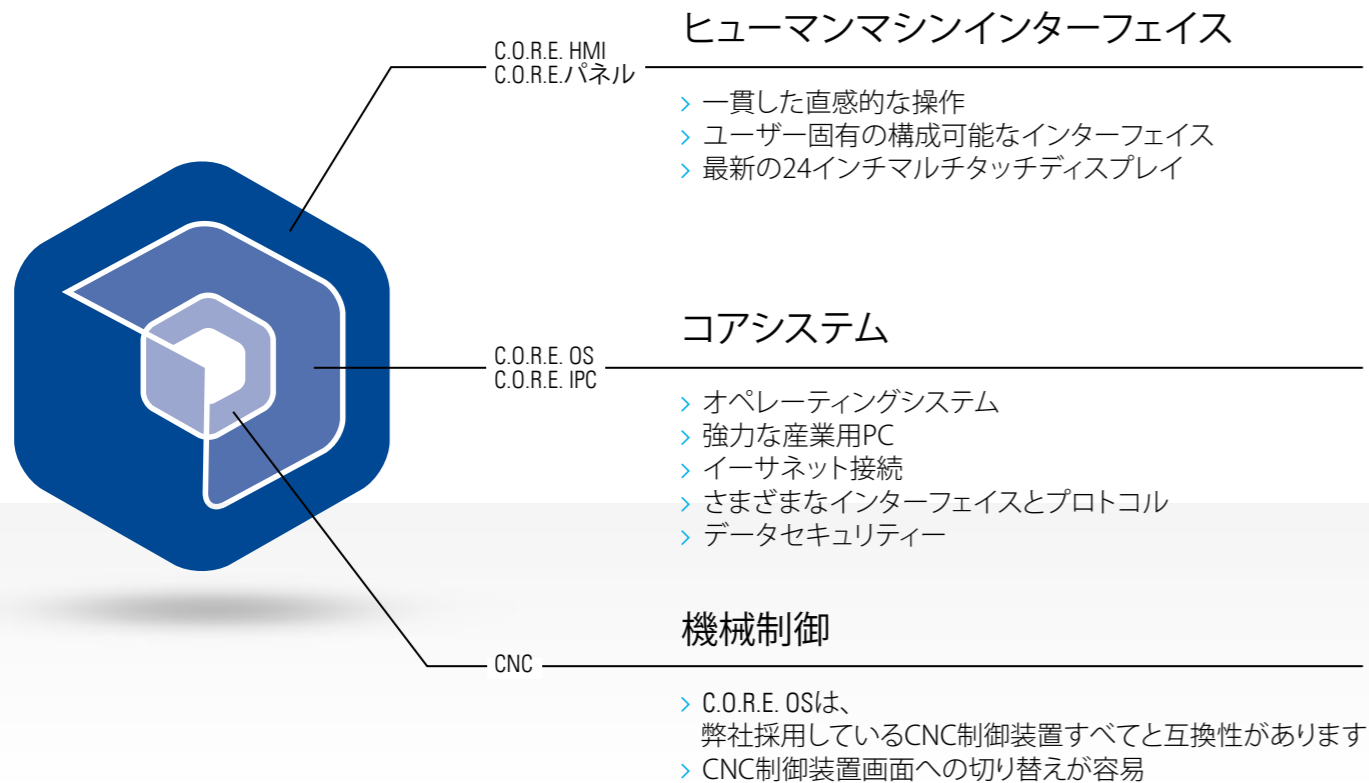 ヒューマンマシンインターフェイス
C.O.R.E. HMI
C.O.R.E.パネル
› 一貫した直感的な操作
› ユーザー固有の構成可能なインターフェイス
› 最新の24インチマルチタッチディスプレイ
コアシステム
C.O.R.E. OS
C.O.R.E. IPC
› オペレーティングシステム
› 強力な産業用PC
› イーサネット接続
› さまざまなインターフェイスとプロトコル
› データセキュリティー
機械制御
CNC
› C.O.R.E. OSは、
弊社採用しているCNC制御装置すべてと互換性があります
› CNC制御装置画面への切り替えが容易